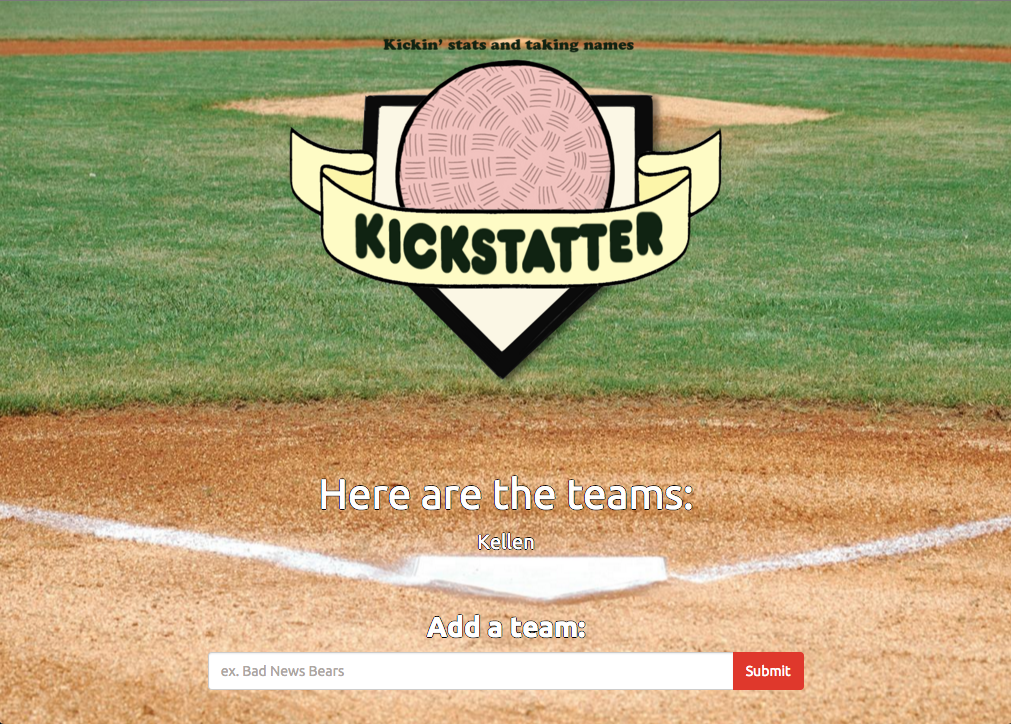 Kickin' stats and taking names
KICKSTATTER
Here are the teams:
Kellen
Add a team:
ex. Bad News Bears
Submit